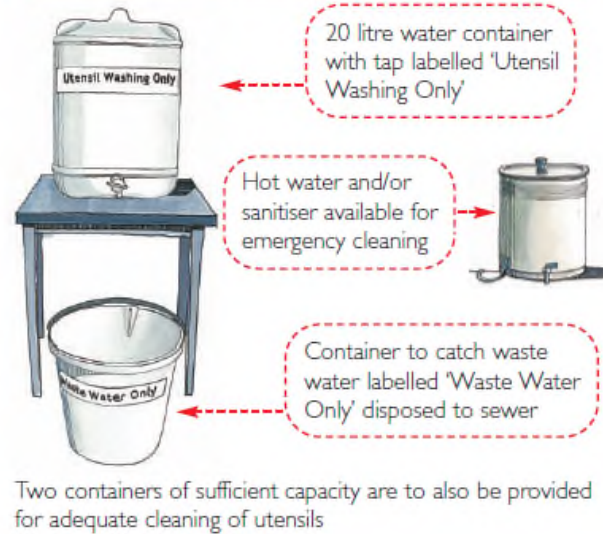 Utensil Washing Only
20 litre water container
with tap labelled 'Utensil
Washing Only'
Hot water and/or
sanitiser available for
emergency cleaning
Container to catch waste
water labelled 'Waste Water
Only' disposed to sewer
Waste Water Only
Two containers of sufficient capacity are to also be provided
for adequate cleaning of utensils